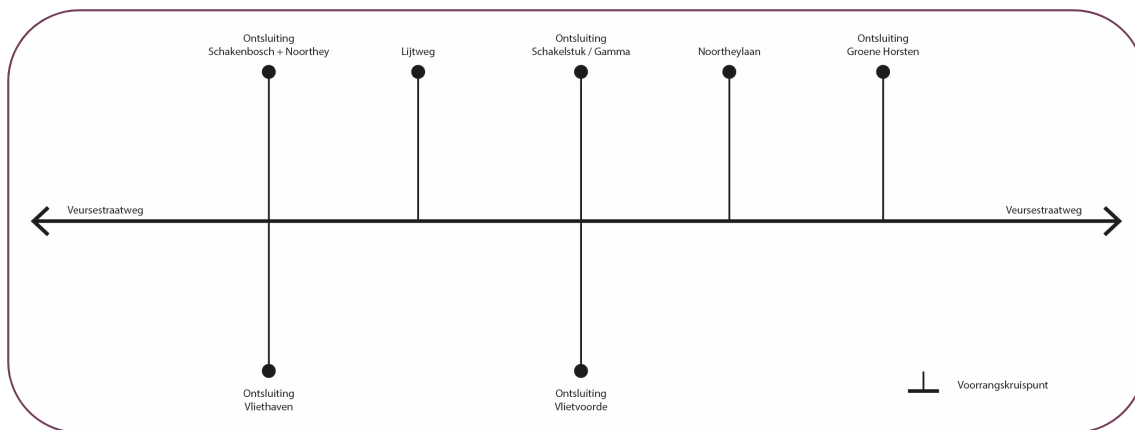 Ontsluiting
Schakenbosch + Noorthey
Lijtweg
Ontsluiting
Schakelstuk / Gamma
Noortheylaan
Ontsluiting
Groene Horsten
Veursestraatweg
Veursestraatweg
Ontsluiting
Vliethaven
Ontsluiting
Vlietvoorde
Voorrangskruispunt